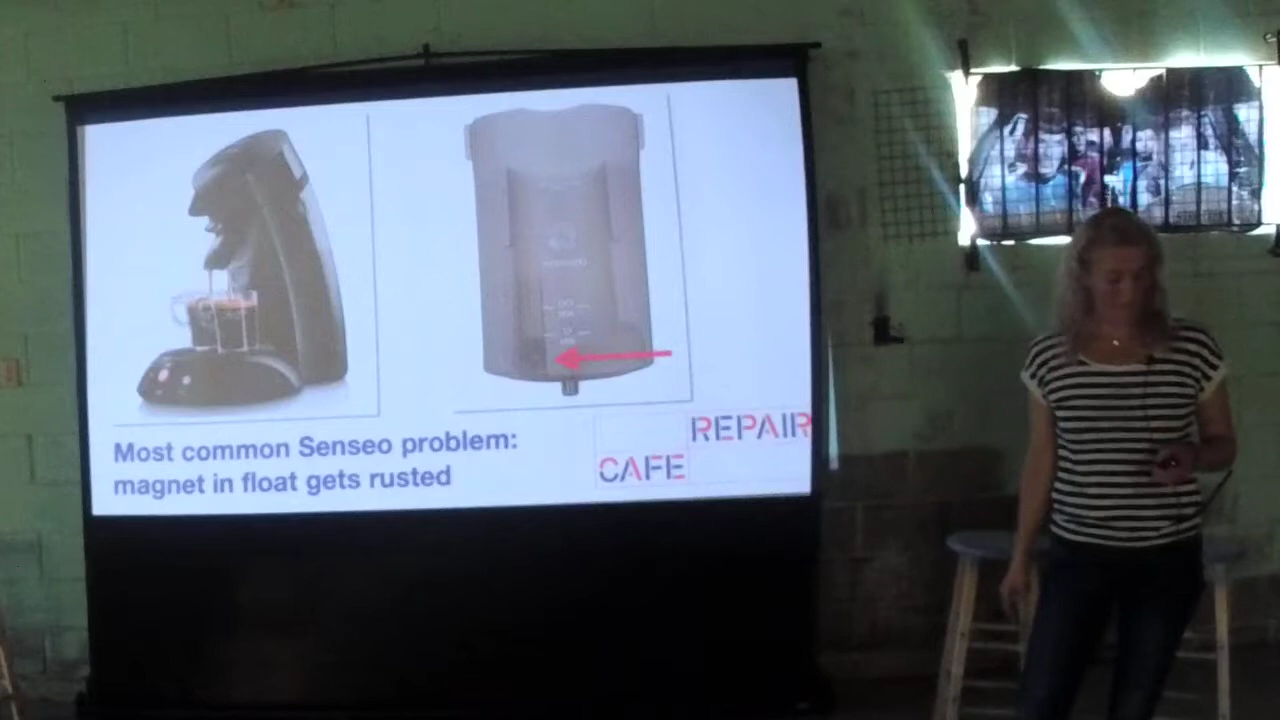 Most common Senseo problem:
magnet in float gets rusted
REPAIR
CAFE